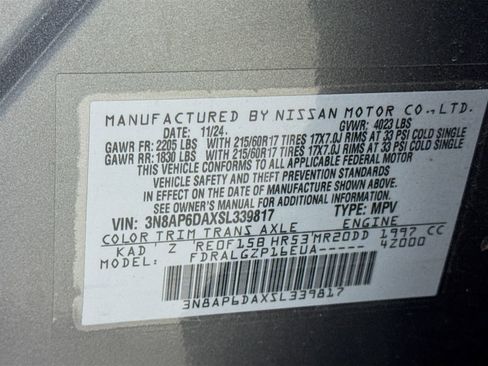 MANUFACTURED BY NISSAN MOTOR CO., LTD.
DATE: 11/24. GVWR: 4023 LBS
GAWR FR: 2205 LBS WITH 215/60R17 TIRES 17X7.0J RIMS AT 33 PSI COLD SINGLE
GAWR RR: 1830 LBS WITH 215/60R17 TIRES 17X7.0J RIMS AT 33 PSI COLD SINGLE
THIS VEHICLE CONFORMS TO ALL APPLICABLE FEDERAL MOTOR
VEHICLE SAFETY AND THEFT PREVENTION STANDARDS
IN EFFECT ON THE DATE OF MANUFACTURE SHOWN ABOVE.
SEE OWNER'S MANUAL FOR ADDITIONAL INFORMATION.
VIN: 3N8AP6DAXSL339817 TYPE: MPV
COLOR TRIM TRANS AXLE ENGINE
KAD Z RE0F15B HR53 MR20DD 1997 CC
MODEL: FDRALGZP16EUA----- 42000
3N8AP6DAXSL339817